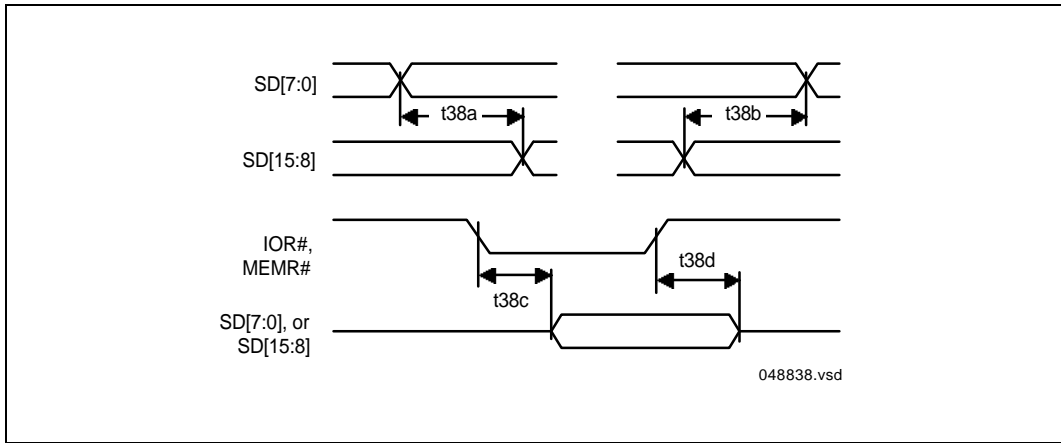 SD[7:0]
t38a
t38b
SD[15:8]
IOR#,
MEMR#
t38d
t38c
SD[7:0], or
SD[15:8]
048838.vsd